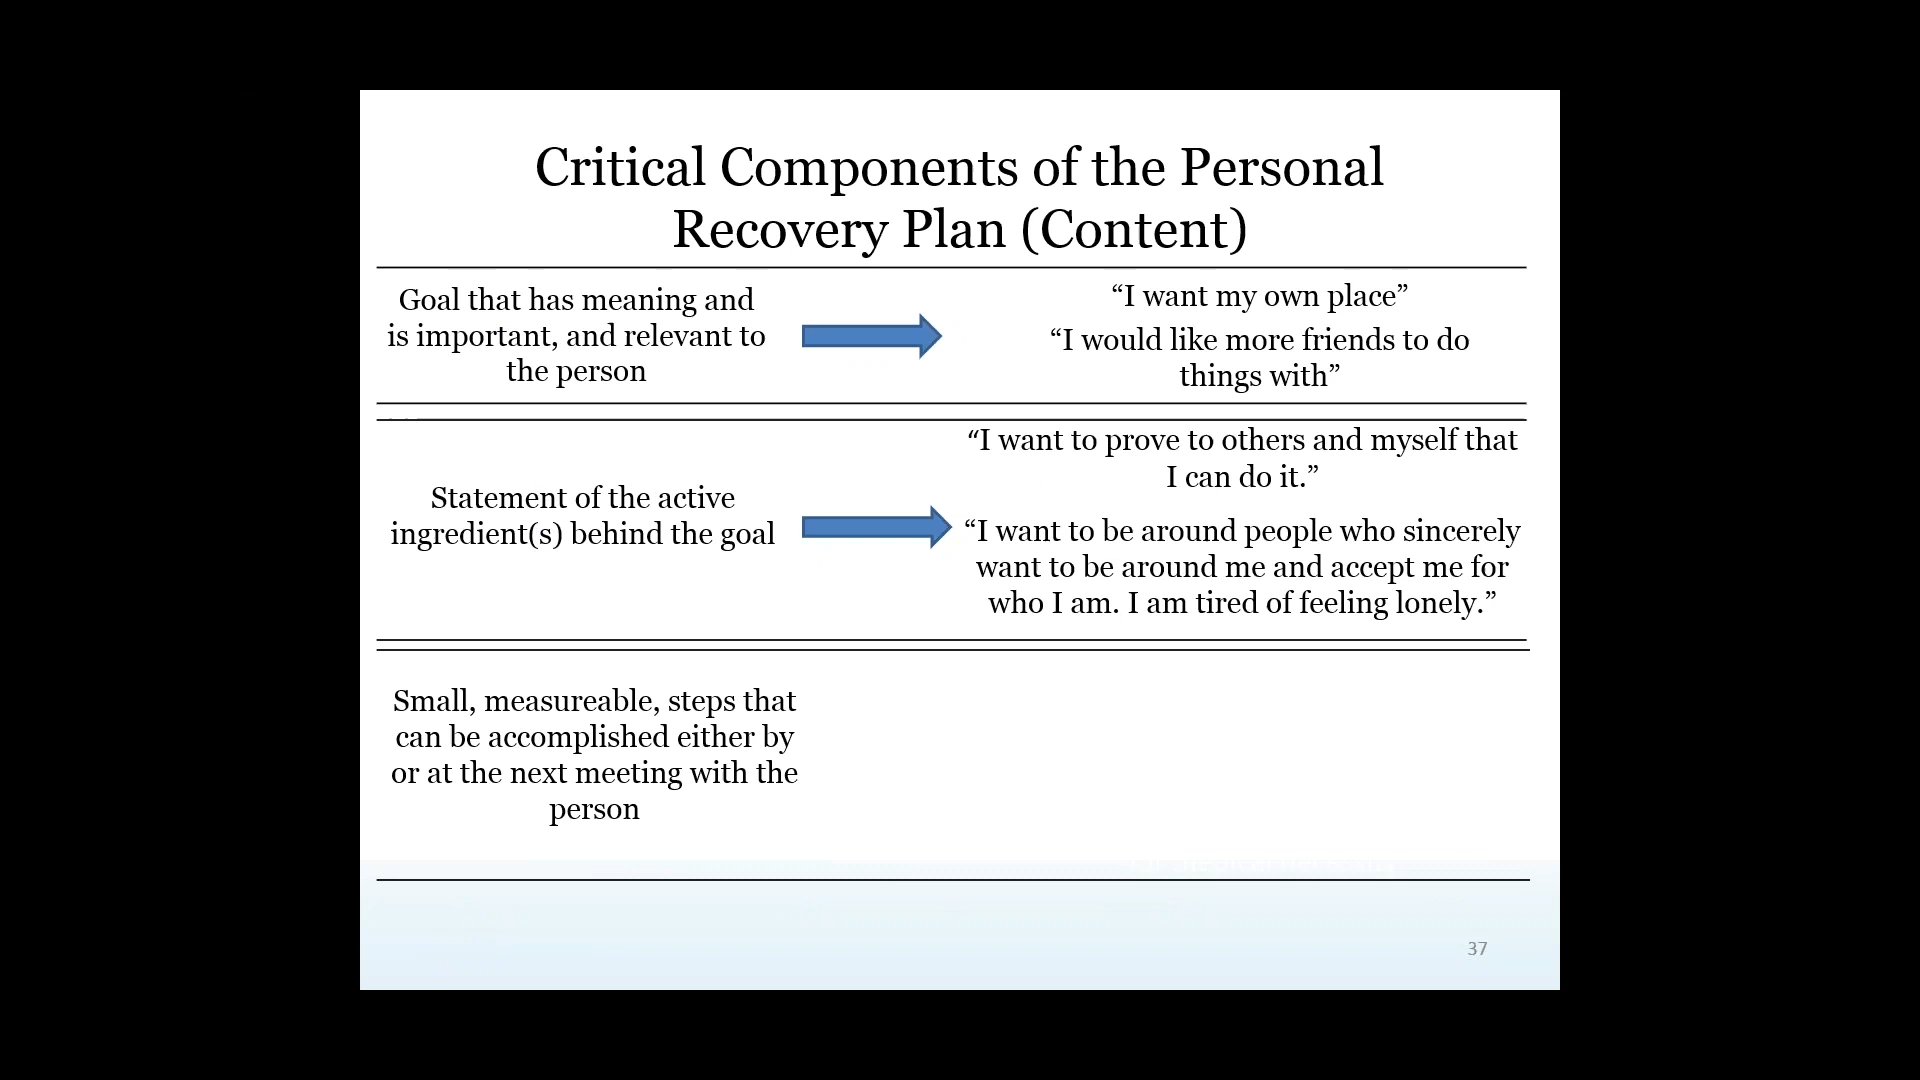 Critical Components of the Personal
Recovery Plan (Content)
Goal that has meaning and
is important, and relevant to
the person
“I want my own place”
“I would like more friends to do
things with”
Statement of the active
ingredient(s) behind the goal
“I want to prove to others and myself that
I can do it.”
“I want to be around people who sincerely
want to be around me and accept me for
who I am. I am tired of feeling lonely.”
Small, measureable, steps that
can be accomplished either by
or at the next meeting with the
person
37